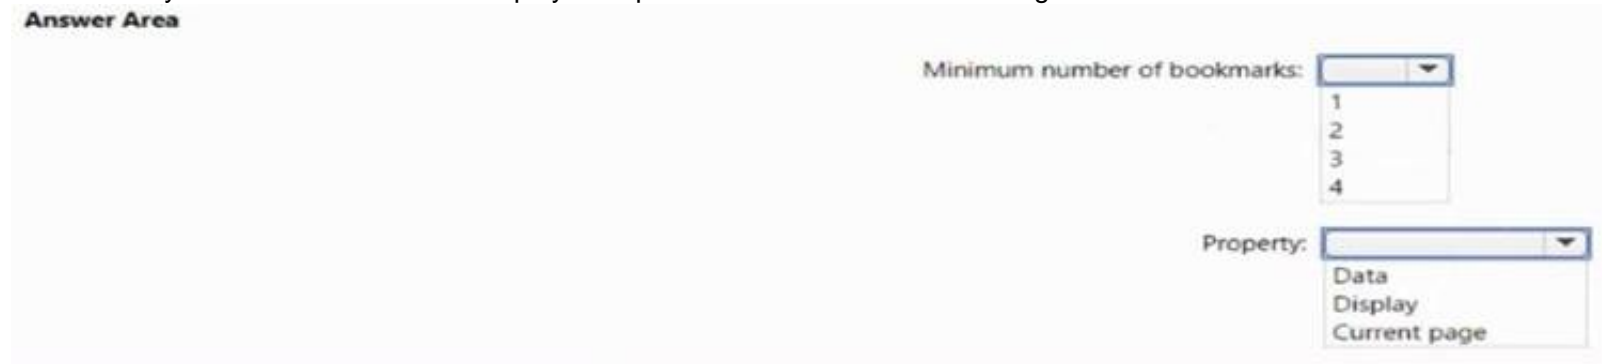 Answer Area
Minimum number of bookmarks:
1
2
3
4
Property:
Data
Display
Current page